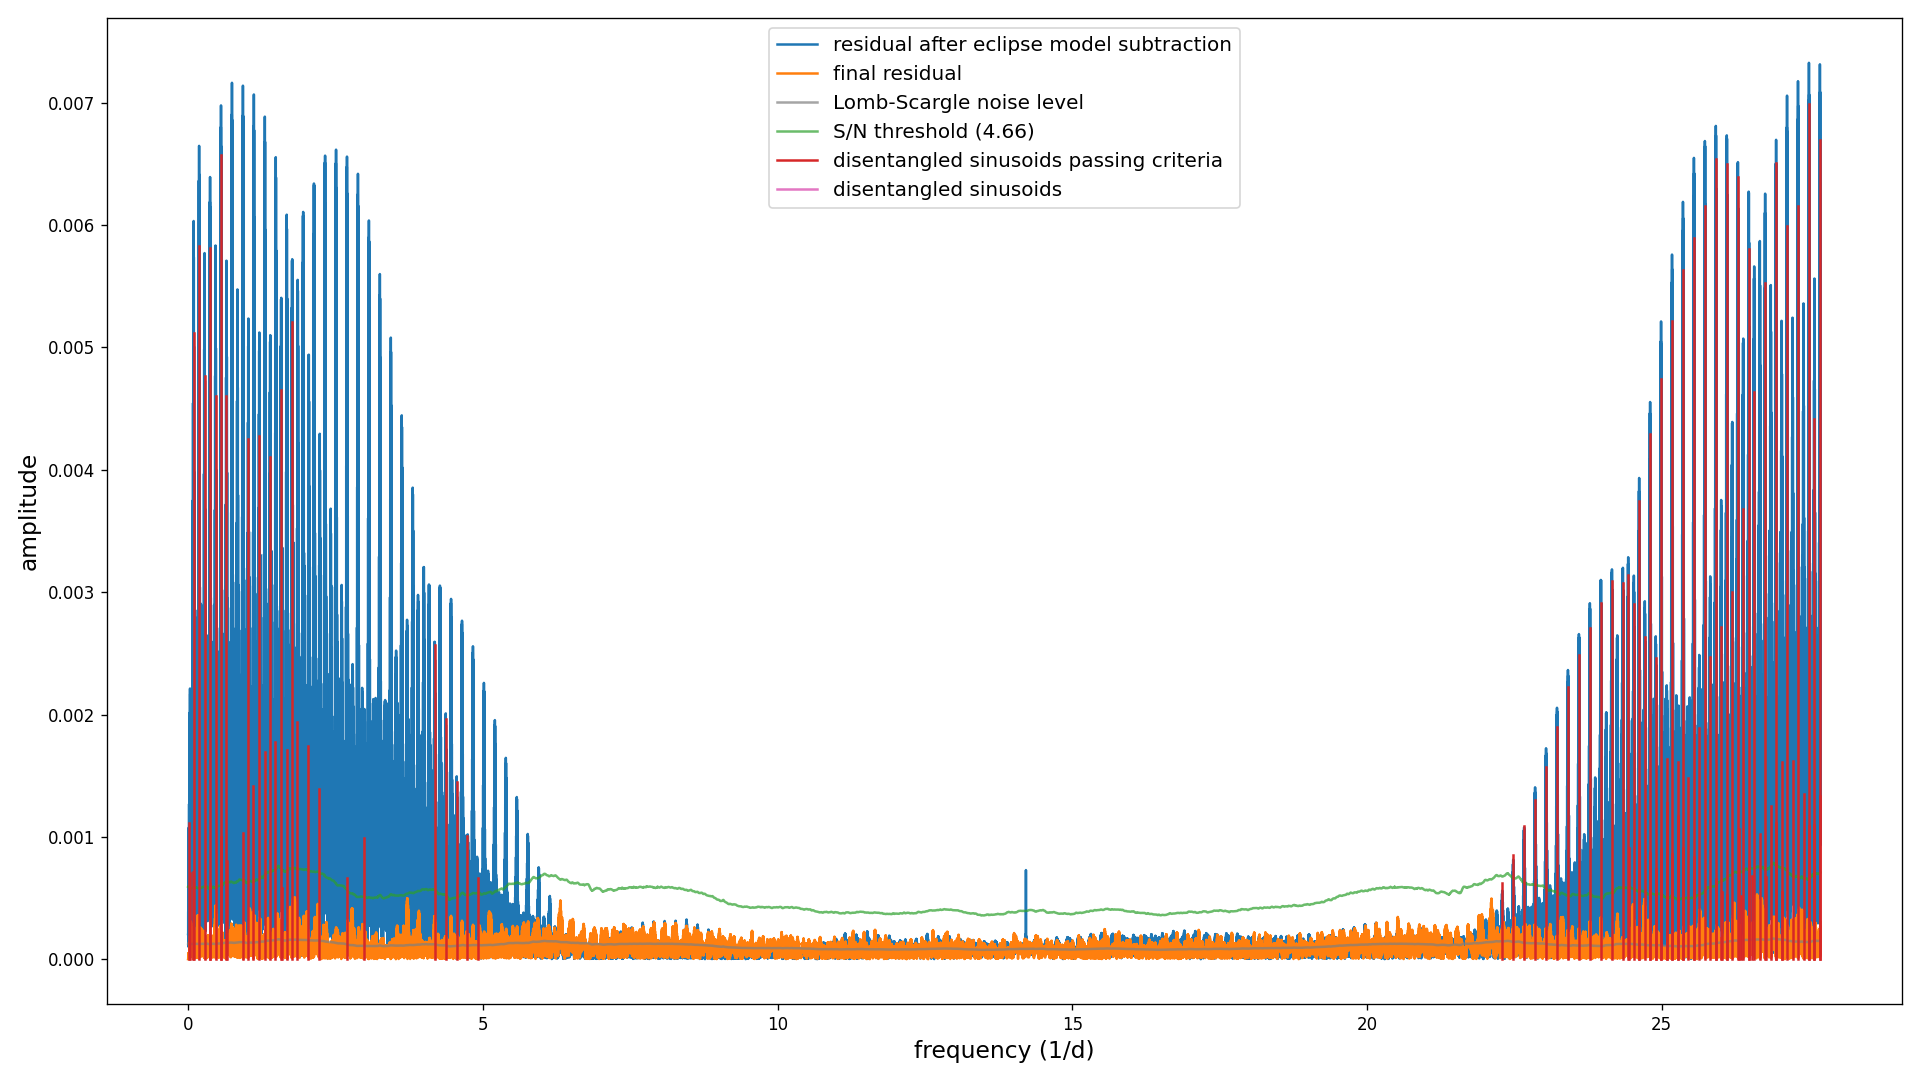 residual after eclipse model subtraction
final residual
Lomb-Scargle noise level
S/N threshold (4.66)
disentangled sinusoids passing criteria
disentangled sinusoids
0.007
0.006
0.005
0.004
0.003
0.002
0.001
0.000
amplitude
0 5 10 15 20 25
frequency (1/d)